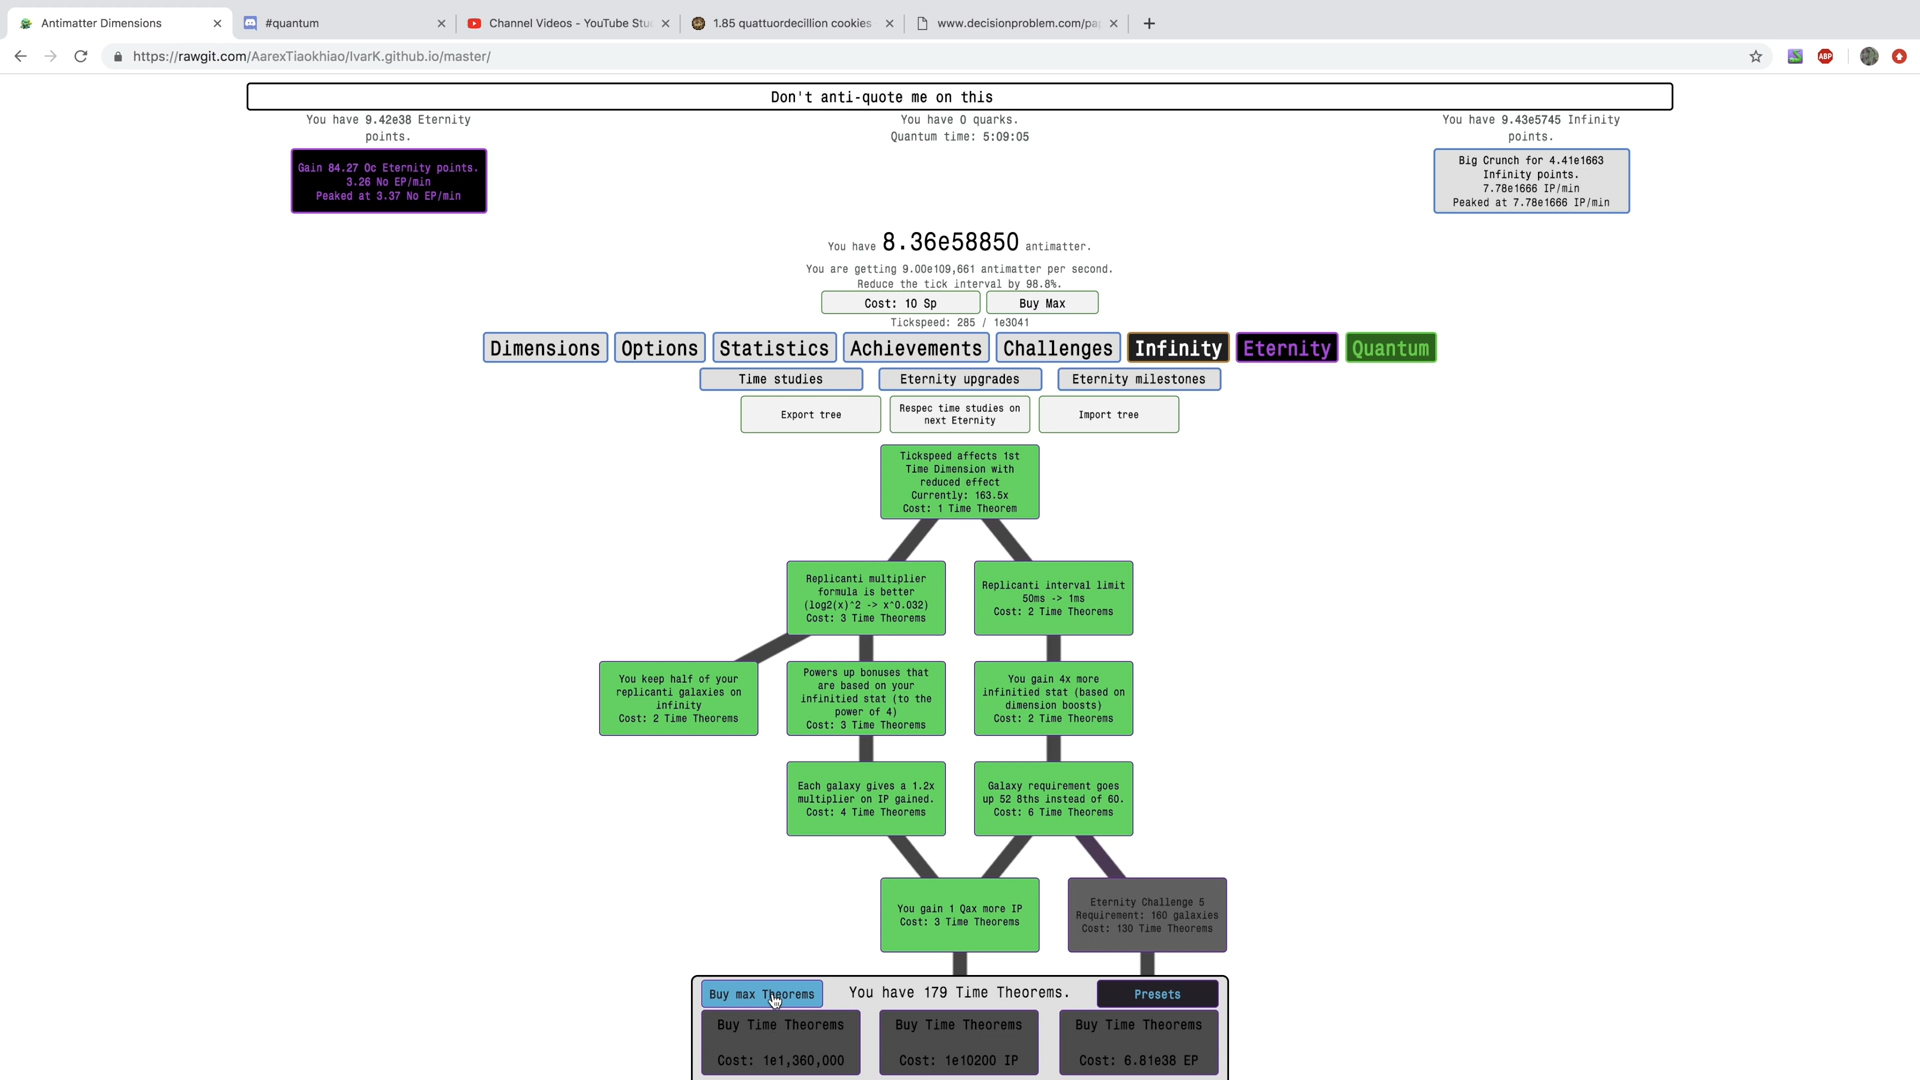 Antimatter Dimensions
#quantum
Channel Videos - YouTube Stu
1.85 quattuordecillion cookies
www.decisionproblem.com/pa
https://rawgit.com/AarexTiaokhiao/IvarK.github.io/master/
ABP
Don't anti-quote me on this
You have 9.42e38 Eternity
points.
Gain 84.27 Oc Eternity points.
3.26 No EP/min
Peaked at 3.37 No EP/min
You have 0 quarks.
Quantum time: 5:09:05
You have 9.43e5745 Infinity
points.
Big Crunch for 4.41e1663
Infinity points.
7.78e1666 IP/min
Peaked at 7.78e1666 IP/min
You have 8.36e58850 antimatter.
You are getting 9.00e109,661 antimatter per second.
Reduce the tick interval by 98.8%.
Cost: 10 Sp
Buy Max
Tickspeed: 285 / 1e3041
Dimensions
Options
Statistics
Achievements
Challenges
Infinity
Eternity
Quantum
Time studies
Eternity upgrades
Eternity milestones
Export tree
Respec time studies on
next Eternity
Import tree
Tickspeed affects 1st
Time Dimension with
reduced effect
Currently: 163.5x
Cost: 1 Time Theorem
Replicanti multiplier
formula is better
(log2(x)^2 -> x^0.032)
Cost: 3 Time Theorems
Replicanti interval limit
50ms -> 1ms
Cost: 2 Time Theorems
You keep half of your
replicanti galaxies on
infinity
Cost: 2 Time Theorems
Powers up bonuses that
are based on your
infinitied stat (to the
power of 4)
Cost: 3 Time Theorems
You gain 4x more
infinitied stat (based on
dimension boosts)
Cost: 2 Time Theorems
Each galaxy gives a 1.2x
multiplier on IP gained.
Cost: 4 Time Theorems
Galaxy requirement goes
up 52 8ths instead of 60.
Cost: 6 Time Theorems
You gain 1 Qax more IP
Cost: 3 Time Theorems
Eternity Challenge 5
Requirement: 160 galaxies
Cost: 130 Time Theorems
Buy max Theorems
You have 179 Time Theorems.
Presets
Buy Time Theorems
Cost: 1e1,360,000
Buy Time Theorems
Cost: 1e10200 IP
Buy Time Theorems
Cost: 6.81e38 EP